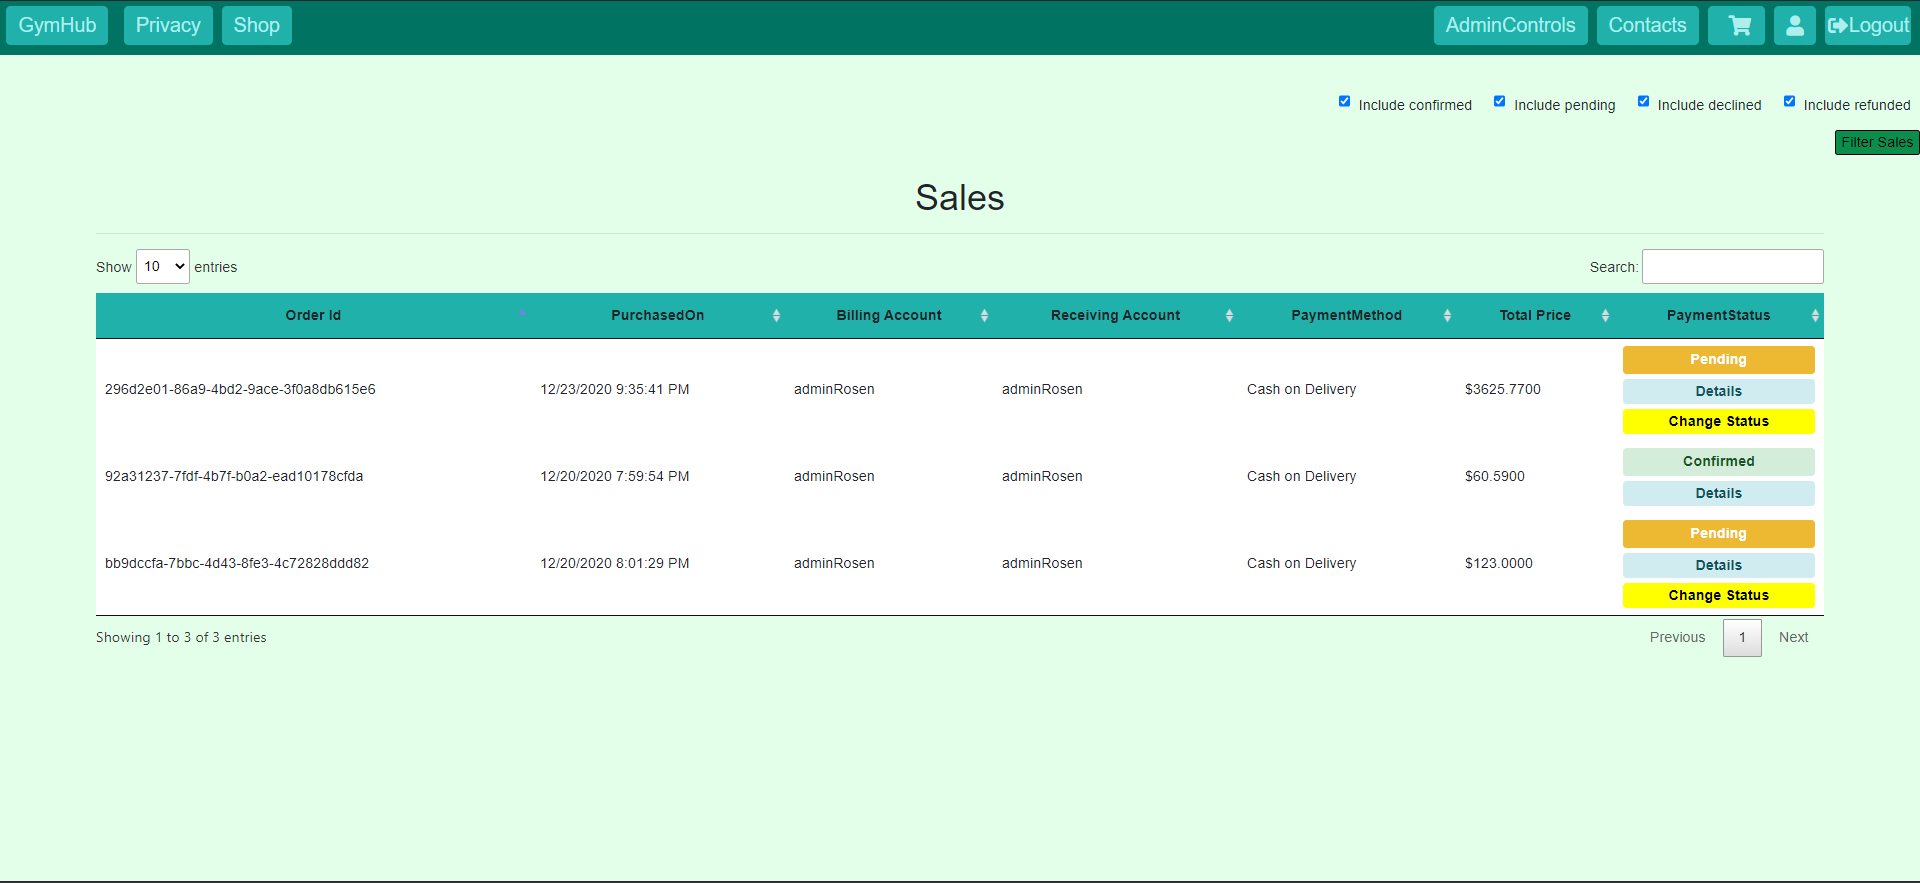 GymHub Privacy Shop AdminControls Contacts Logout
Include confirmed Include pending Include declined Include refunded
Filter Sales
Sales
Show 10 entries Search:
Order Id PurchasedOn Billing Account Receiving Account PaymentMethod Total Price PaymentStatus
Pending
296d2e01-86a9-4bd2-9ace-3f0a8db615e6 12/23/2020 9:35:41 PM adminRosen adminRosen Cash on Delivery $3625.7700 Details
Change Status
Confirmed
92a31237-7fdf-4b7f-b0a2-ead10178cfda 12/20/2020 7:59:54 PM adminRosen adminRosen Cash on Delivery $60.5900
Details
Pending
bb9dccfa-7bbc-4d43-8fe3-4c72828ddd82 12/20/2020 8:01:29 PM adminRosen adminRosen Cash on Delivery $123.0000 Details
Change Status
Showing 1 to 3 of 3 entries Previous 1 Next